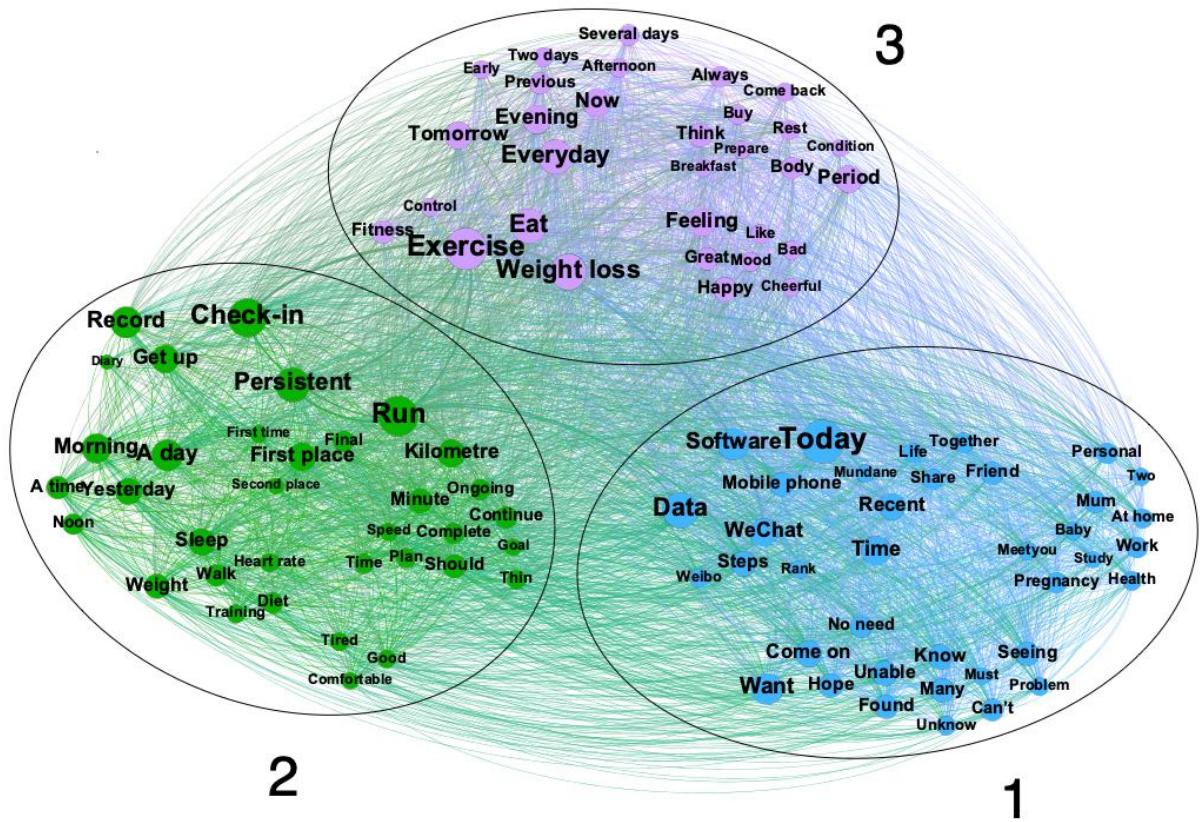 3
Several days
Two days
Early
Afternoon
Previous
Always
Come back
Now
Buy
Evening
Tomorrow
Think
Rest
Prepare
Condition
Everyday
Breakfast
Body
Period
Control
Fitness
Eat
Feeling
Like
Exercise
Bad
Great
Mood
Weight loss
Happy
Cheerful
Check-in
Record
Get up
Diary
Persistent
Run
First time
Final
Morning
A day
First place
Kilometre
Second place
A time
Yesterday
Minute
Ongoing
Noon
Speed
Complete
Continue
Sleep
Goal
Heart rate
Time
Plan
Should
Walk
Weight
Thin
Training
Diet
Tired
Good
Comfortable
2
Software
Today
Life
Together
Personal
Mobile phone
Mundane
Share
Friend
Two
Data
Recent
Mum
At home
WeChat
Baby
Time
Meetyou
Work
Steps
Study
Weibo
Rank
Pregnancy
Health
No need
Come on
Know
Seeing
Unable
Must
Want
Hope
Many
Problem
Found
Can't
Unknow
1